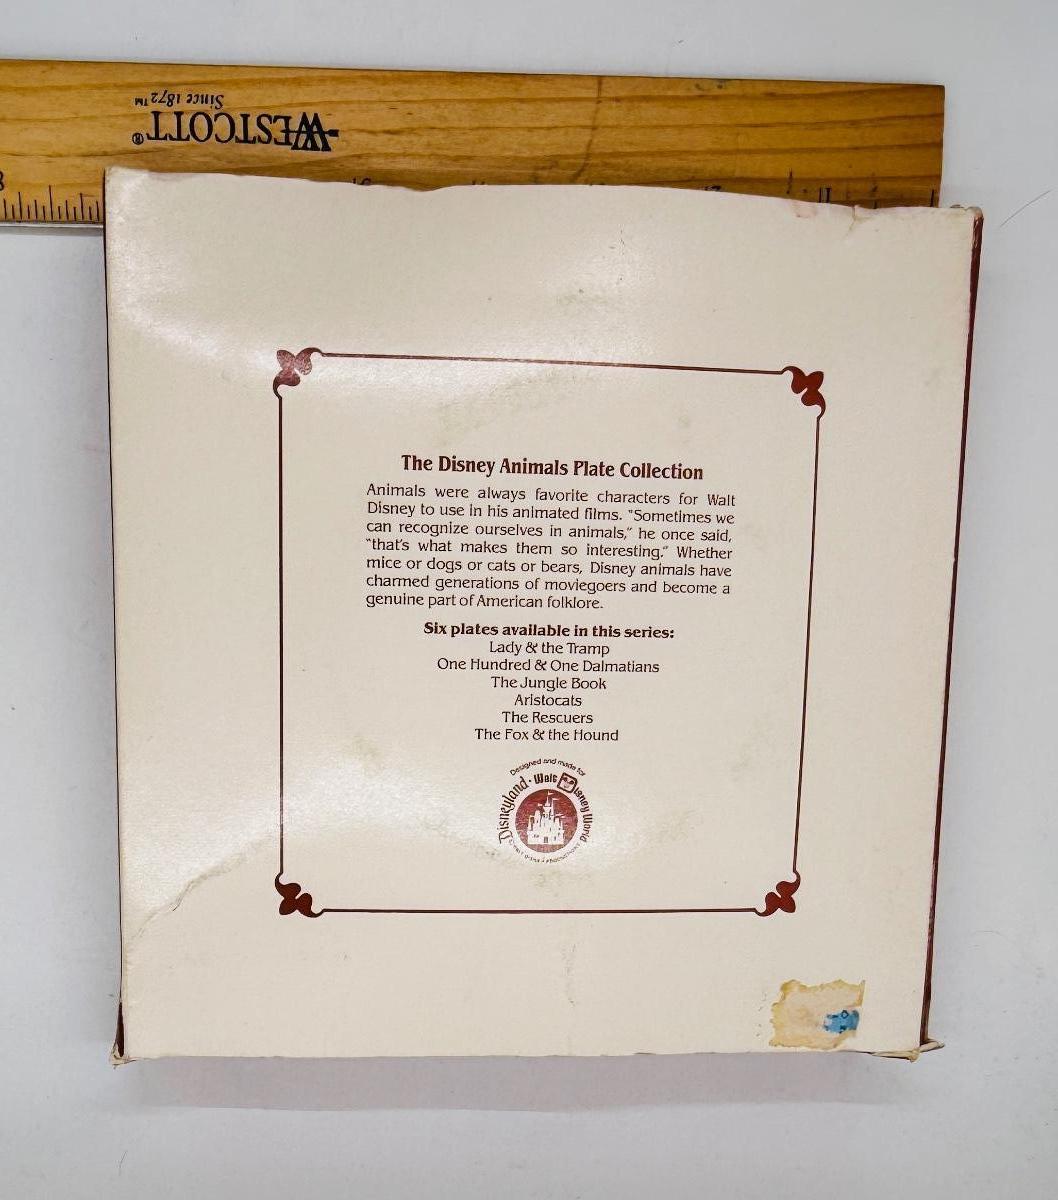 WESTCOTT®
Since 1872™
8
11
The Disney Animals Plate Collection
Animals were always favorite characters for Walt
Disney to use in his animated films. "Sometimes we
can recognize ourselves in animals," he once said,
"that's what makes them so interesting." Whether
mice or dogs or cats or bears, Disney animals have
charmed generations of moviegoers and become a
genuine part of American folklore.
Six plates available in this series:
Lady & the Tramp
One Hundred & One Dalmatians
The Jungle Book
Aristocats
The Rescuers
The Fox & the Hound
Designed and made for
Disneyland · Walt Disney World